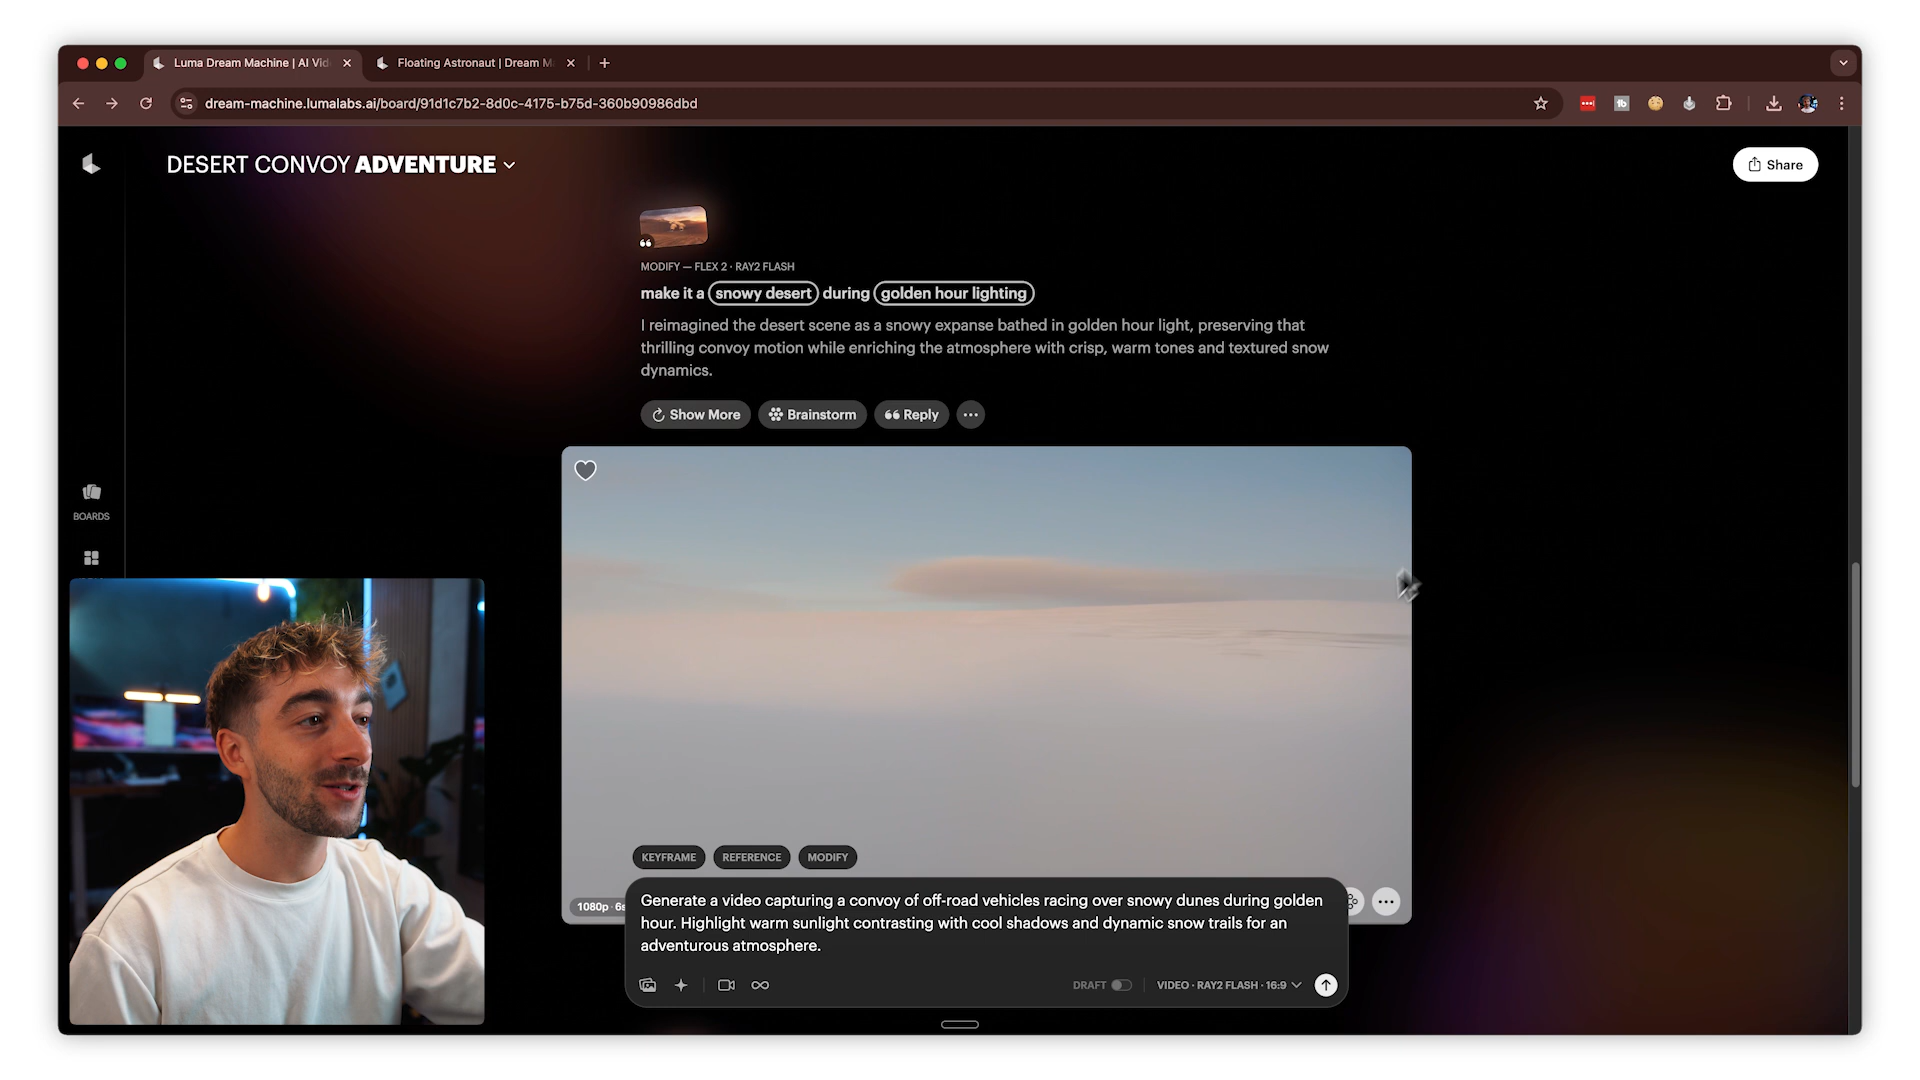 Luma Dream Machine | AI Vid
Floating Astronaut | Dream M
dream-machine.lumalabs.ai/board/91d1c7b2-8d0c-4175-b75d-360b90986dbd
DESERT CONVOY ADVENTURE
Share
MODIFY — FLEX 2 · RAY2 FLASH
make it a snowy desert during golden hour lighting
I reimagined the desert scene as a snowy expanse bathed in golden hour light, preserving that
thrilling convoy motion while enriching the atmosphere with crisp, warm tones and textured snow
dynamics.
Show More
Brainstorm
Reply
BOARDS
KEYFRAME
REFERENCE
MODIFY
1080p · 6s
Generate a video capturing a convoy of off-road vehicles racing over snowy dunes during golden
hour. Highlight warm sunlight contrasting with cool shadows and dynamic snow trails for an
adventurous atmosphere.
DRAFT
VIDEO · RAY2 FLASH · 16:9